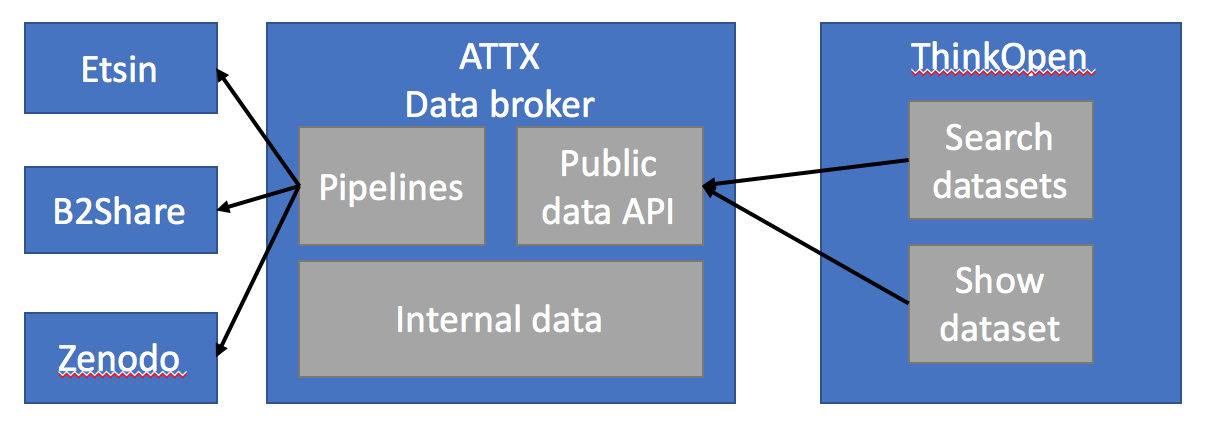 Etsin
B2Share
Zenodo
ATTX
Data broker
Pipelines
Public
data API
Internal data
ThinkOpen
Search
datasets
Show
dataset